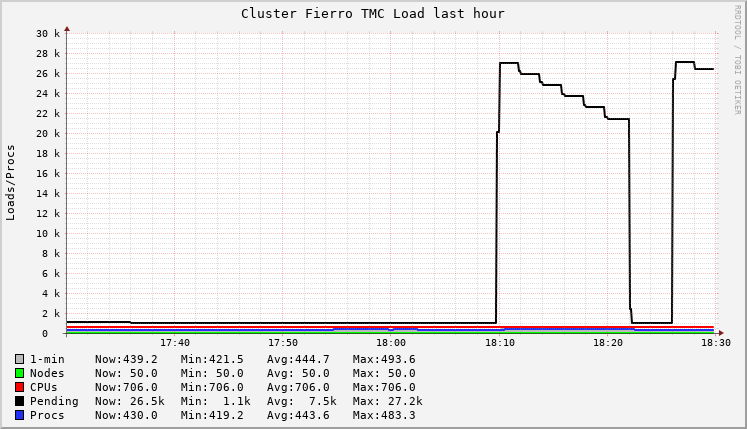 Cluster Fierro TMC Load last hour
RRDTOOL / TOBI OETIKER
Loads/Procs
30 k
28 k
26 k
24 k
22 k
20 k
18 k
16 k
14 k
12 k
10 k
8 k
6 k
4 k
2 k
0
17:40 17:50 18:00 18:10 18:20 18:30
1-min Now:439.2 Min:421.5 Avg:444.7 Max:493.6
Nodes Now: 50.0 Min: 50.0 Avg: 50.0 Max: 50.0
CPUs Now:706.0 Min:706.0 Avg:706.0 Max:706.0
Pending Now: 26.5k Min: 1.1k Avg: 7.5k Max: 27.2k
Procs Now:430.0 Min:419.2 Avg:443.6 Max:483.3